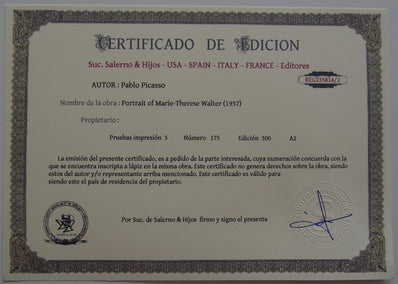 CERTIFICADO DE EDICION
Suc. Salerno & Hijos - USA - SPAIN - ITALY - FRANCE - Editores
REG235814/2
AUTOR : Pablo Picasso
Nombre de la obra : Portrait of Marie-Therese Walter (1937)
Propietario :
Pruebas impresión 3 Número 175 Edición 300 A2
La emisión del presente certificado, es a pedido de la parte interesada, cuya numeración concuerda con la
que se encuentra inscripta a lápiz en la misma obra. Este certificado no genera derechos sobre la obra, siendo
estos del autor y/o representante arriba mencionado. Este certificado es válido para
siendo este el país de residencia del propietario.
Por Suc. de Salerno & Hijos firmo y signo el presente